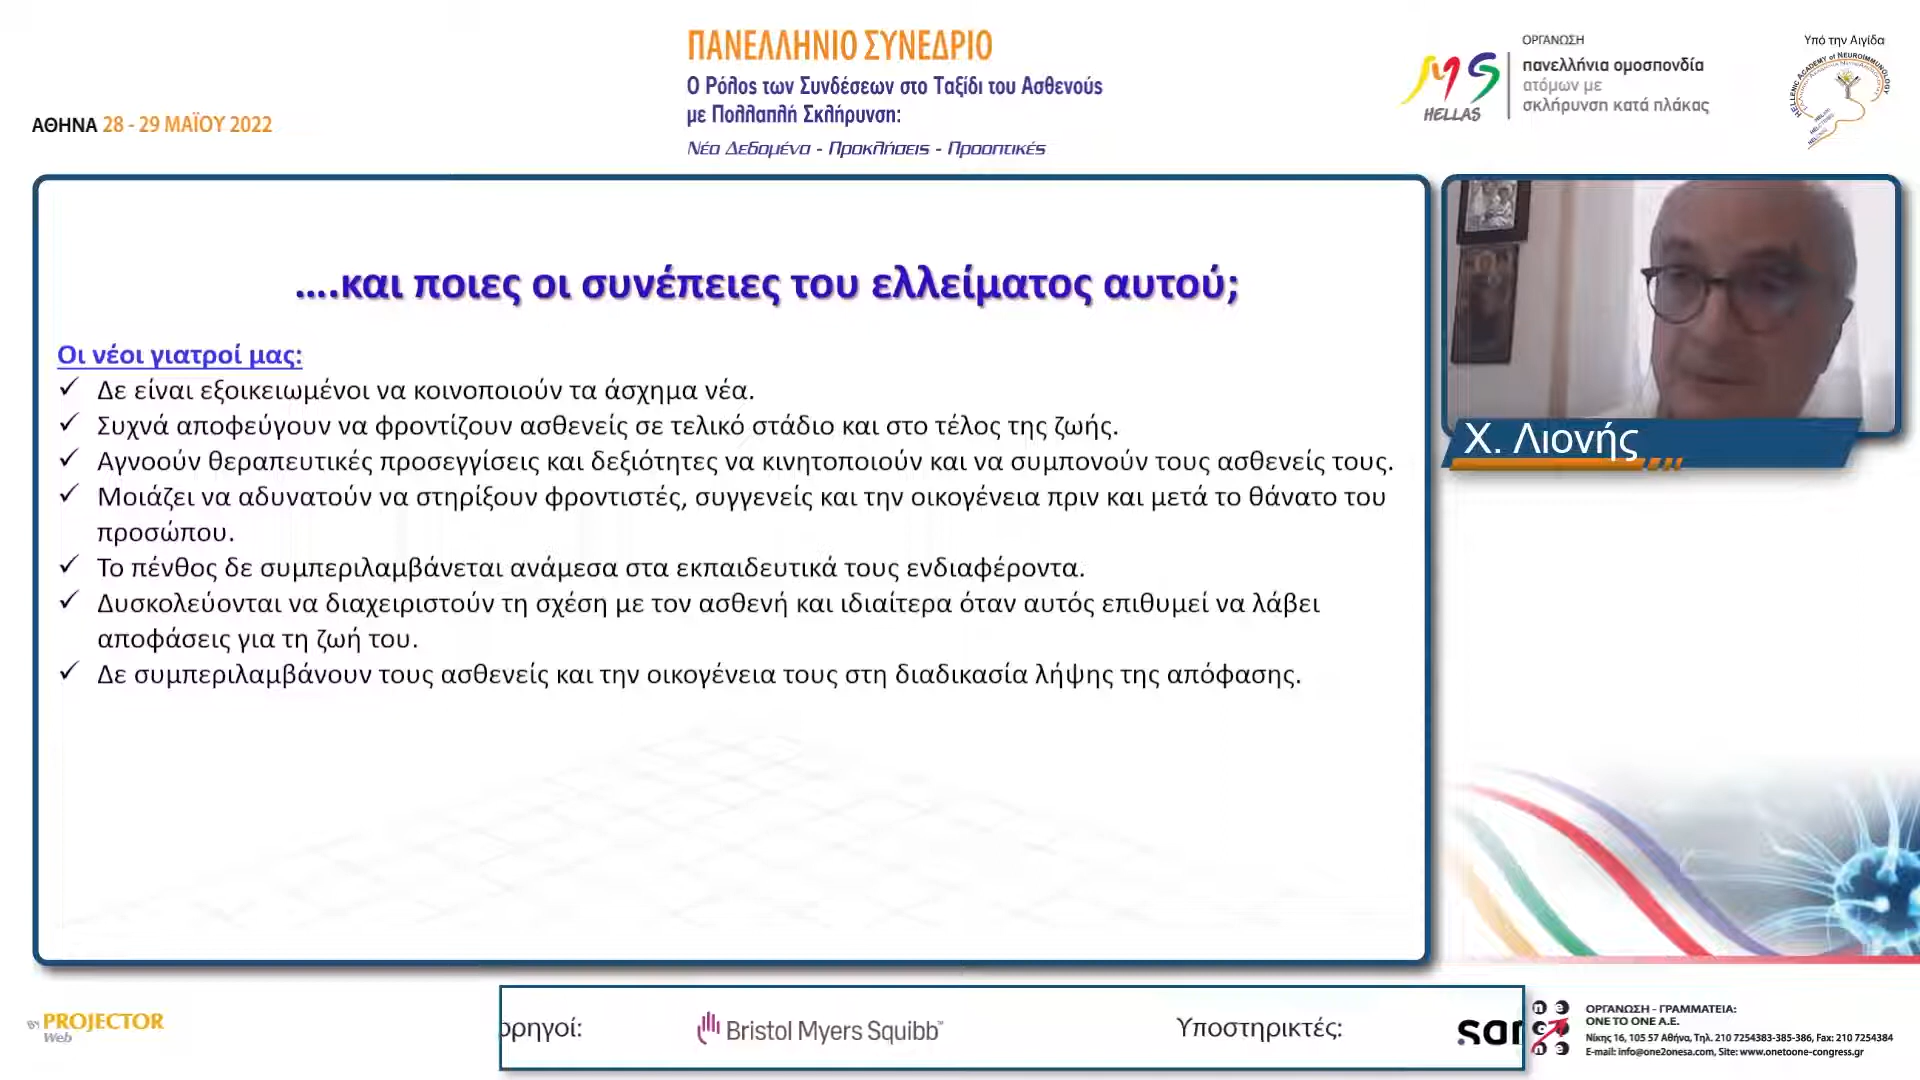 ΠΑΝΕΛΛΗΝΙΟ ΣΥΝΕΔΡΙΟ
Ο Ρόλος των Συνδέσεων στο Ταξίδι του Ασθενούς
με Πολλαπλή Σκλήρυνση:
Νέα Δεδομένα - Προκλήσεις - Προοπτικές
ΑΘΗΝΑ 28 - 29 ΜΑΪΟΥ 2022
MS
HELLAS
ΟΡΓΑΝΩΣΗ
πανελλήνια ομοσπονδία
ατόμων με
σκλήρυνση κατά πλάκας
Υπό την Αιγίδα
HELLENIC ACADEMY of NEUROIMMUNOLOGY
....και ποιες οι συνέπειες του ελλείματος αυτού;
Οι νέοι γιατροί μας:
✓ Δε είναι εξοικειωμένοι να κοινοποιούν τα άσχημα νέα.
✓ Συχνά αποφεύγουν να φροντίζουν ασθενείς σε τελικό στάδιο και στο τέλος της ζωής.
✓ Αγνοούν θεραπευτικές προσεγγίσεις και δεξιότητες να κινητοποιούν και να συμπονούν τους ασθενείς τους.
✓ Μοιάζει να αδυνατούν να στηρίξουν φροντιστές, συγγενείς και την οικογένεια πριν και μετά το θάνατο του
προσώπου.
✓ Το πένθος δε συμπεριλαμβάνεται ανάμεσα στα εκπαιδευτικά τους ενδιαφέροντα.
✓ Δυσκολεύονται να διαχειριστούν τη σχέση με τον ασθενή και ιδιαίτερα όταν αυτός επιθυμεί να λάβει
αποφάσεις για τη ζωή του.
✓ Δε συμπεριλαμβάνουν τους ασθενείς και την οικογένεια τους στη διαδικασία λήψης της απόφασης.
Χ. Λιονής
BY PROJECTOR
Web
ορηγοί:
Bristol Myers Squibb™
Υποστηρικτές:
san
ΟΡΓΑΝΩΣΗ - ΓΡΑΜΜΑΤΕΙΑ:
ONE TO ONE A.E.
Νίκης 16, 105 57 Αθήνα, Τηλ. 210 7254383-385-386, Fax: 210 7254384
E-mail: info@one2onesa.com, Site: www.onetoone-congress.gr